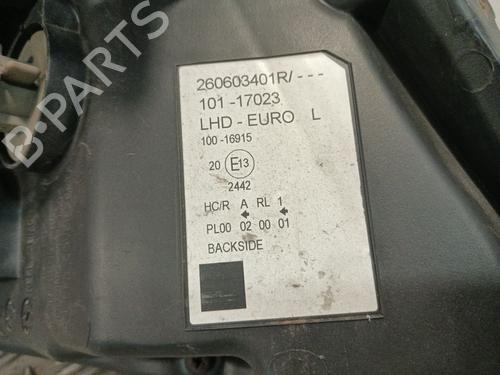 260603401R/---
101-17023
LHD-EURO L
100-16915
20 E13
2442
HC/R A RL 1
PL00 02 00 01
BACKSIDE
B-PARTS